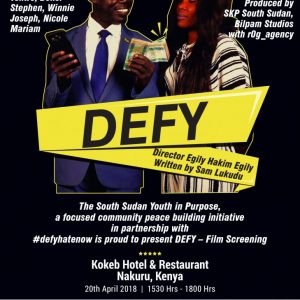 Stephen, Winnie
Joseph, Nicole
Mariam
Produced by
SKP South Sudan,
Bilpam Studios
with r0g_agency
DEFY
Director Egily Hakim Egily
Written by Sam Lukudu
The South Sudan Youth in Purpose,
a focused community peace building initiative
in partnership with
#defyhatenow is proud to present DEFY – Film Screening
Kokeb Hotel & Restaurant
Nakuru, Kenya
20th April 2018 | 1530 Hrs - 1800 Hrs